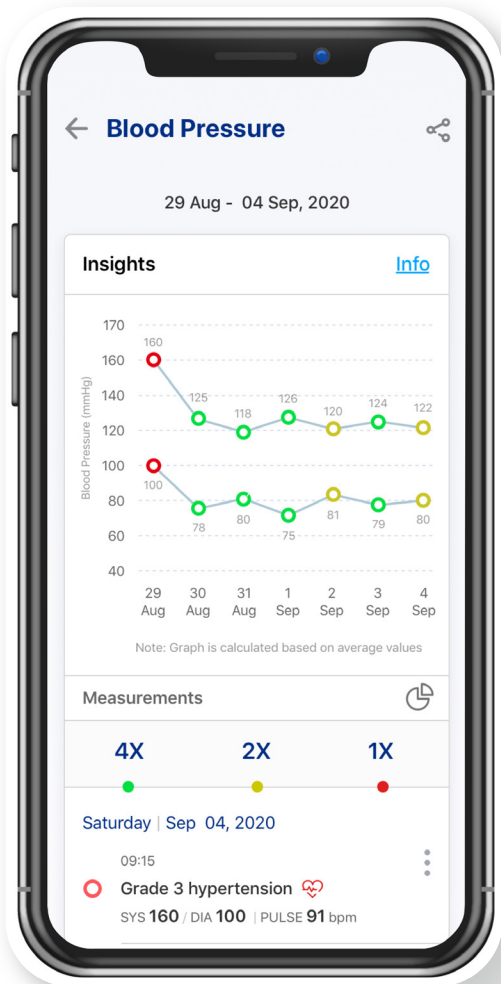 Blood Pressure
29 Aug - 04 Sep, 2020
Insights Info
Blood Pressure (mmHg)
170
160
140
120
100
80
60
40
160
125
118
126
120
124
122
100
78
80
75
81
79
80
29 Aug
30 Aug
31 Aug
1 Sep
2 Sep
3 Sep
4 Sep
Note: Graph is calculated based on average values
Measurements
4X 2X 1X
Saturday | Sep 04, 2020
09:15
Grade 3 hypertension
SYS 160 / DIA 100 | PULSE 91 bpm